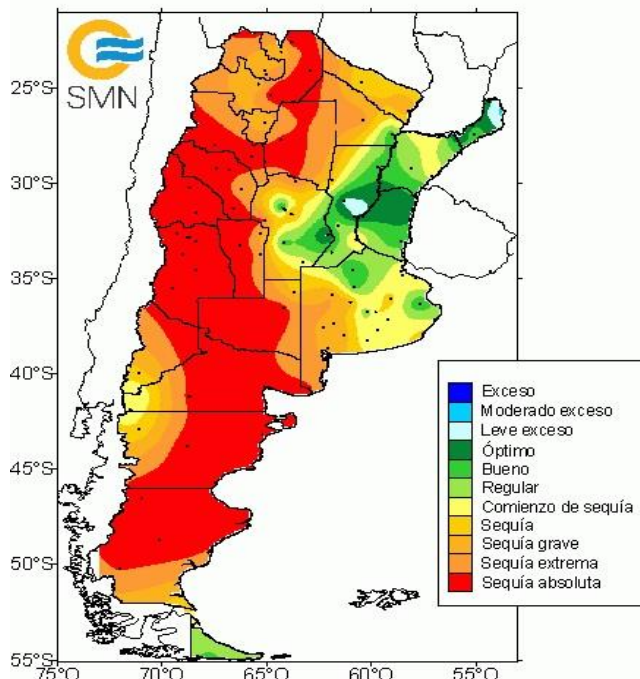 SMN
25°S
30°S
35°S
40°S
45°S
50°S
55°S
75°O
70°O
65°O
60°O
55°O
Exceso
Moderado exceso
Leve exceso
Óptimo
Bueno
Regular
Comienzo de sequía
Sequía
Sequía grave
Sequía extrema
Sequía absoluta